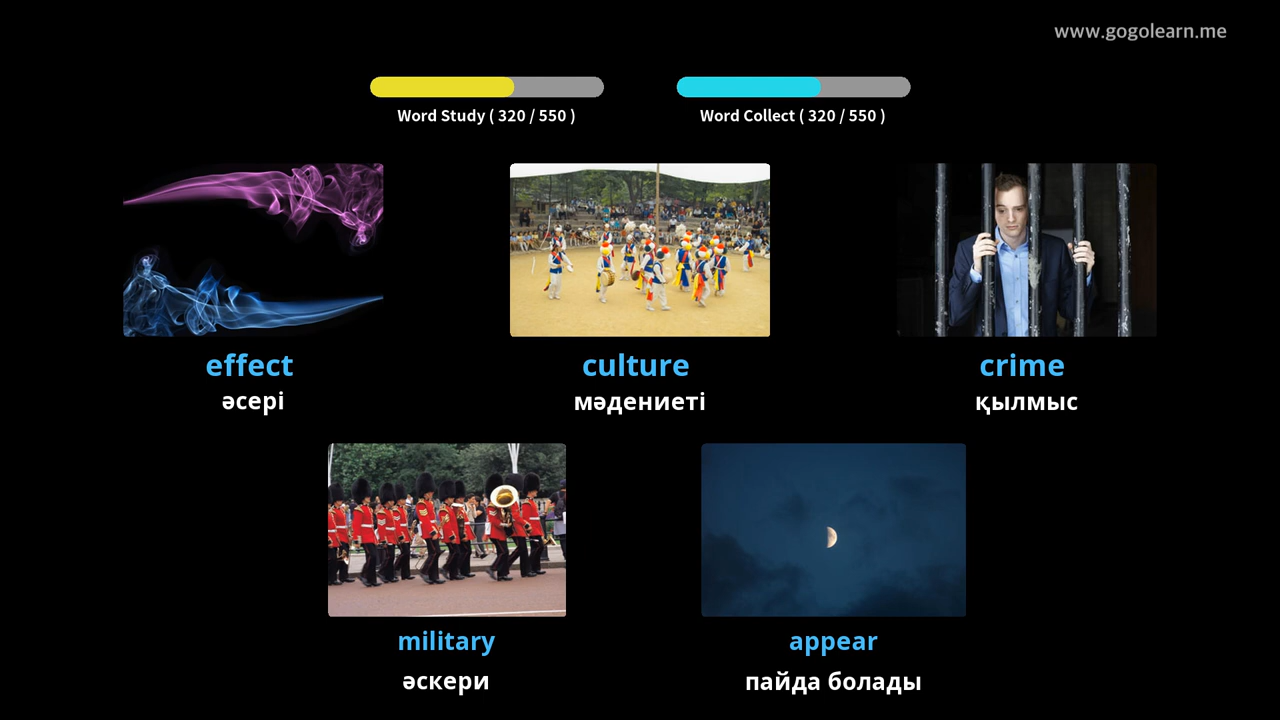 www.gogolearn.me
Word Study ( 320 / 550 )
Word Collect ( 320 / 550 )
effect
әсері
culture
мәдениеті
crime
қылмыс
military
әскери
appear
пайда болады